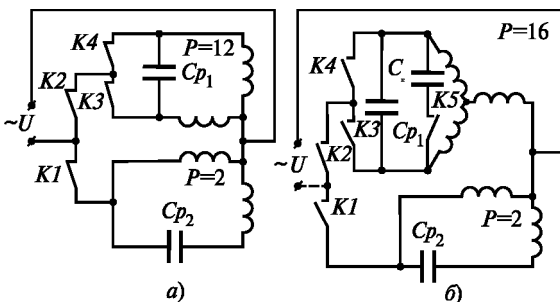 K4
P=12
Cp₁
K2
K3
~U
K1
P=2
Cp₂
а)
P=16
K4
C
K5
K3
Cp₁
K2
~U
K1
P=2
Cp₂
б)